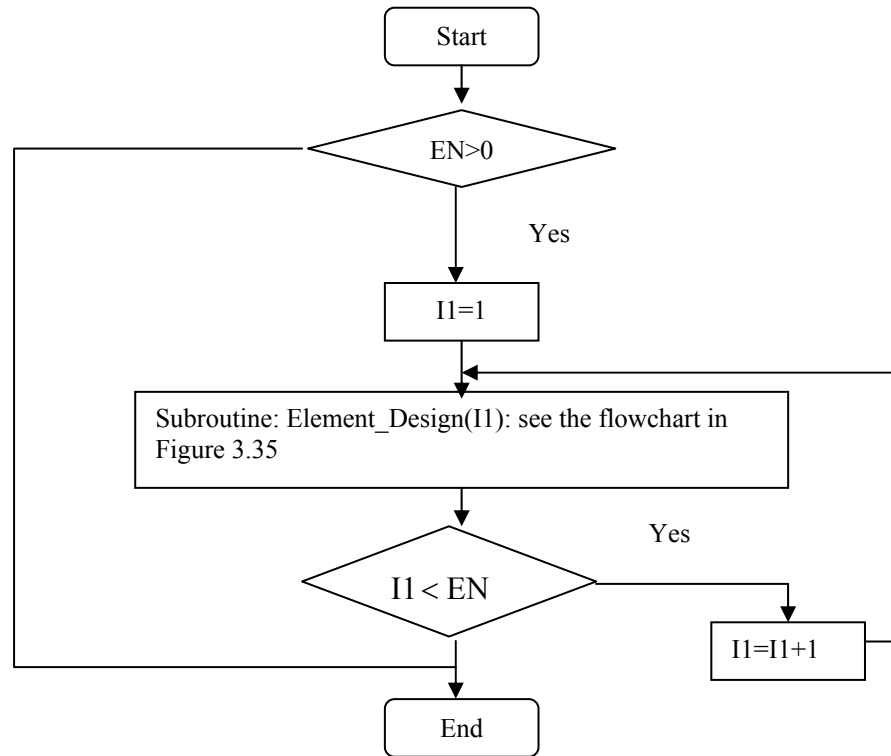 Start
EN>0
Yes
I1=1
Subroutine: Element_Design(I1): see the flowchart in
Figure 3.35
Yes
I1 < EN
I1=I1+1
End